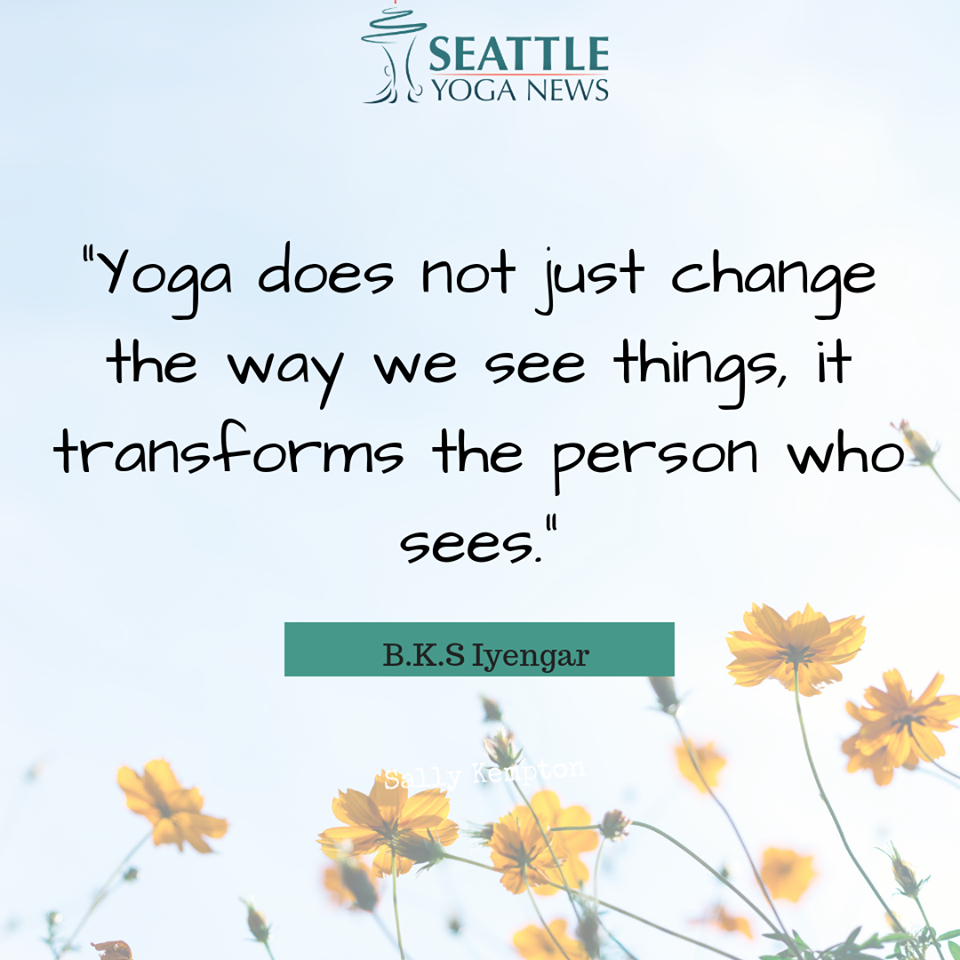 SEATTLE
YOGA NEWS
"Yoga does not just change
the way we see things, it
transforms the person who
sees."
B.K.S Iyengar
Sally Kempton